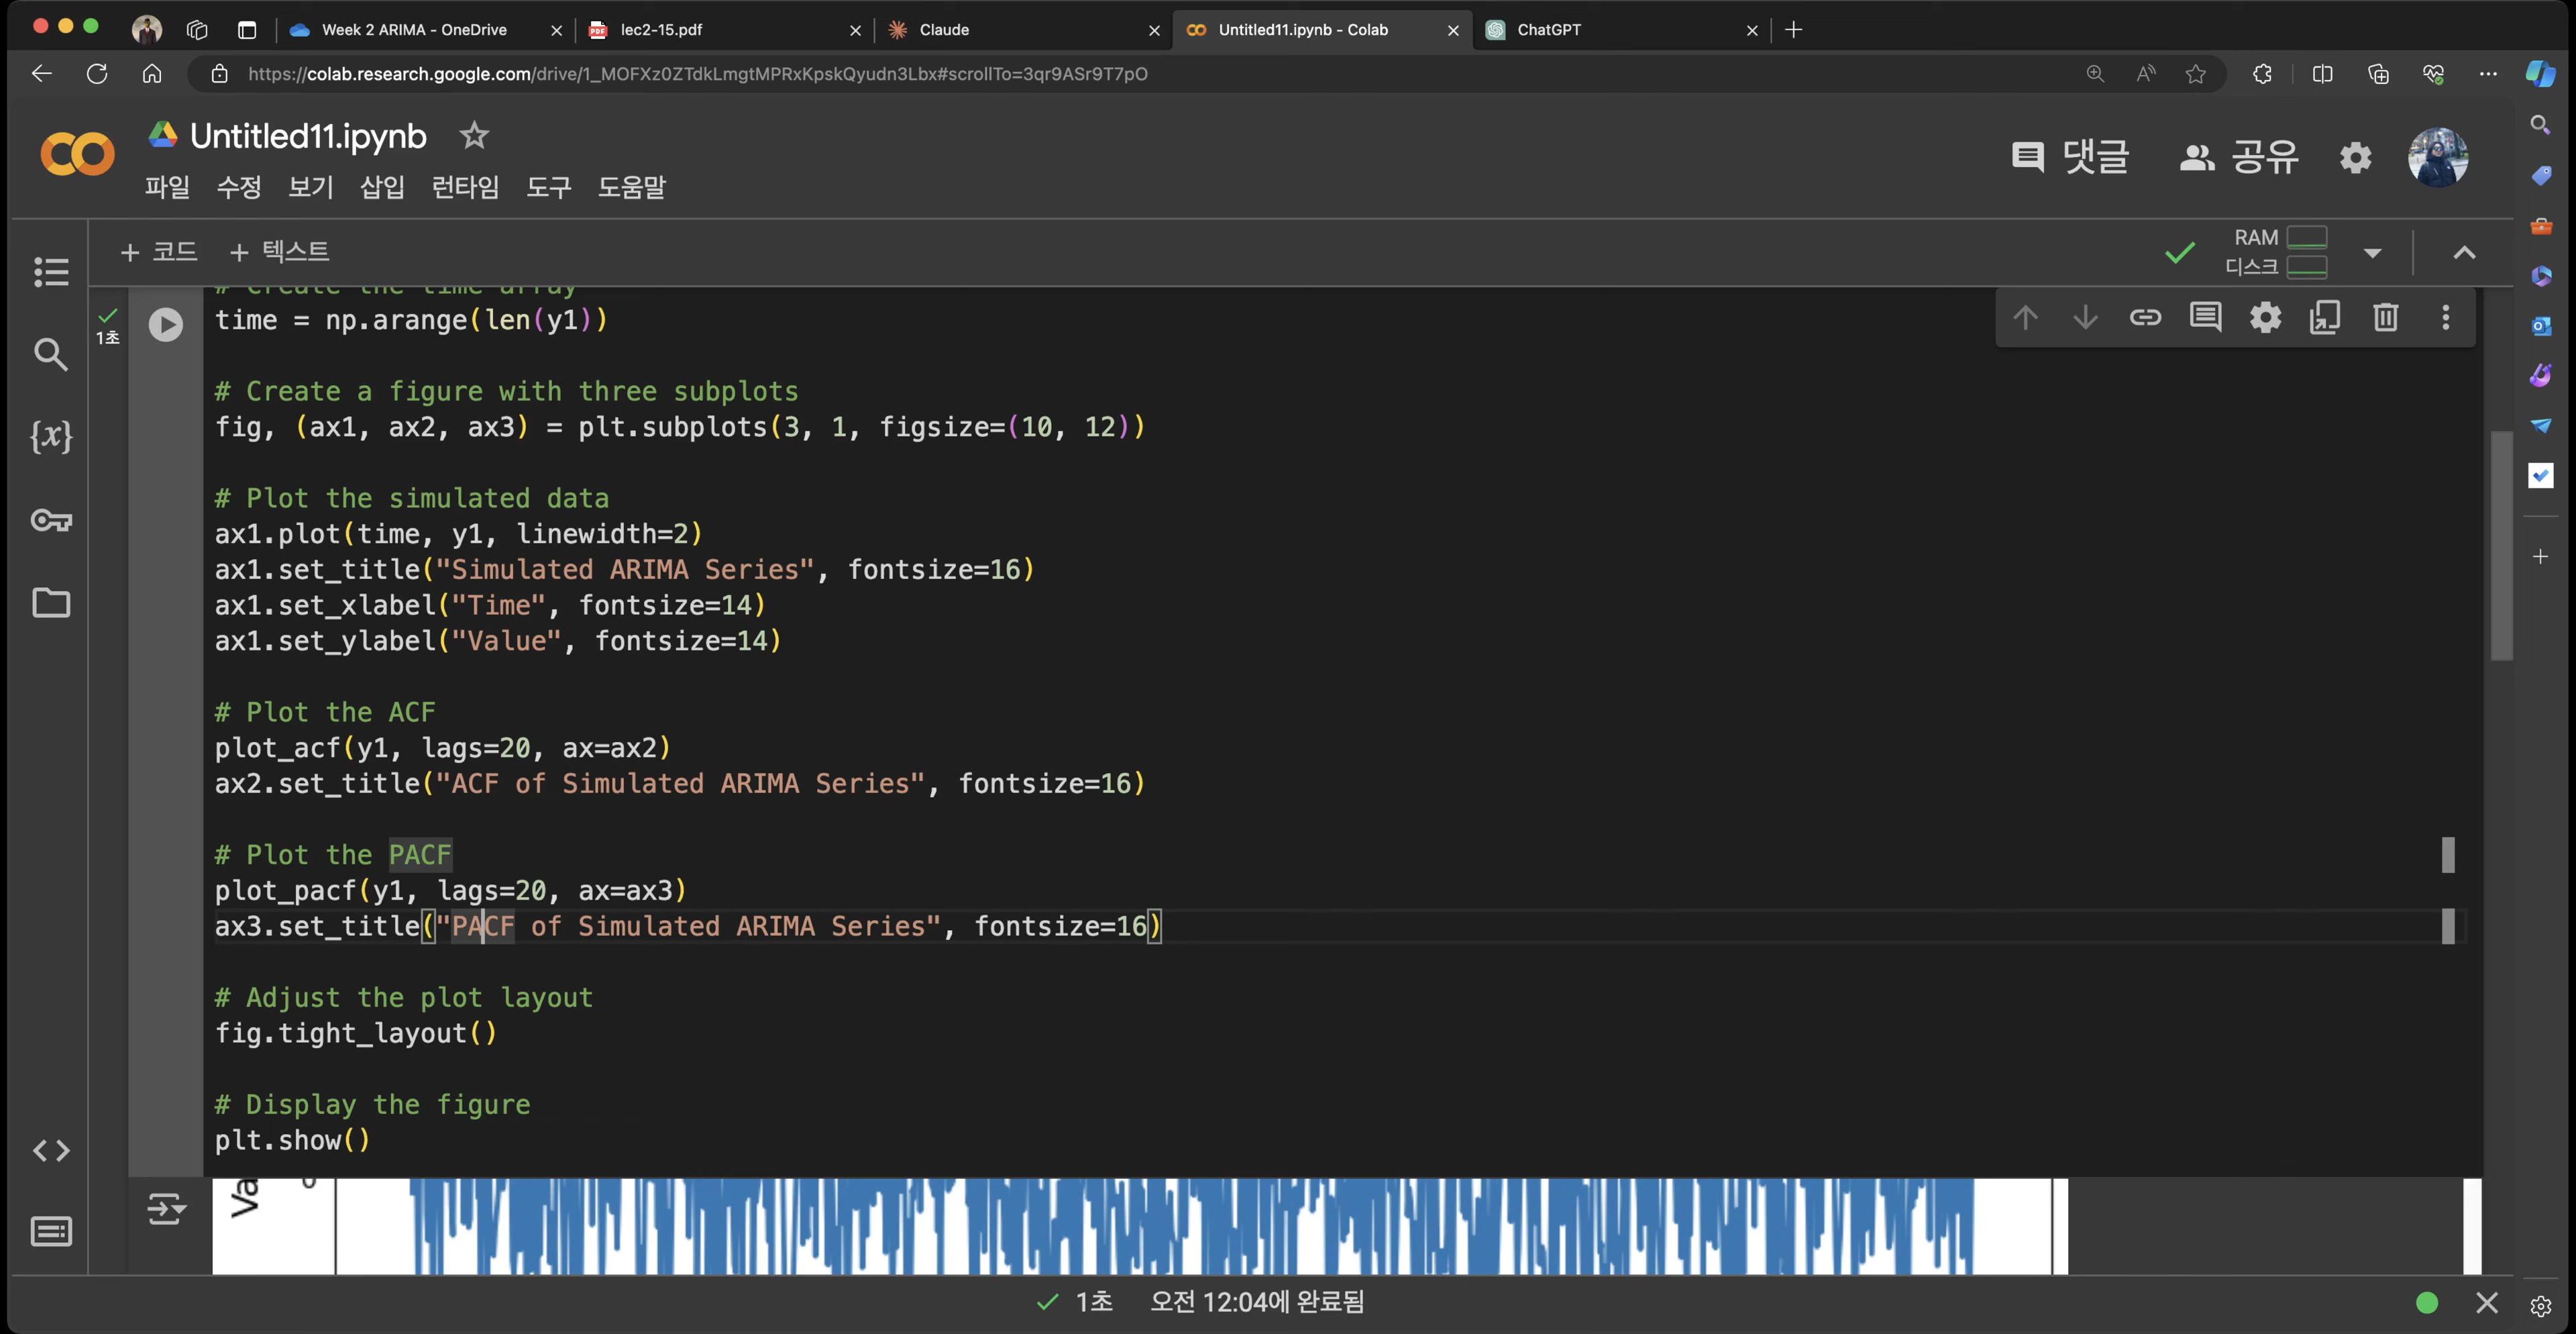 Week 2 ARIMA - OneDrive
lec2-15.pdf
Claude
Untitled11.ipynb - Colab
ChatGPT
https://colab.research.google.com/drive/1_MOFXz0ZTdkLmgtMPRxKpskQyudn3Lbx#scrollTo=3qr9ASr9T7pO
Untitled11.ipynb
댓글
공유
파일 수정 보기 삽입 런타임 도구 도움말
+ 코드 + 텍스트
RAM
디스크
1초
# Create the time array
time = np.arange(len(y1))
# Create a figure with three subplots
fig, (ax1, ax2, ax3) = plt.subplots(3, 1, figsize=(10, 12))
# Plot the simulated data
ax1.plot(time, y1, linewidth=2)
ax1.set_title("Simulated ARIMA Series", fontsize=16)
ax1.set_xlabel("Time", fontsize=14)
ax1.set_ylabel("Value", fontsize=14)
# Plot the ACF
plot_acf(y1, lags=20, ax=ax2)
ax2.set_title("ACF of Simulated ARIMA Series", fontsize=16)
# Plot the PACF
plot_pacf(y1, lags=20, ax=ax3)
ax3.set_title("PACF of Simulated ARIMA Series", fontsize=16)
# Adjust the plot layout
fig.tight_layout()
# Display the figure
plt.show()
Va
1초 오전 12:04에 완료됨